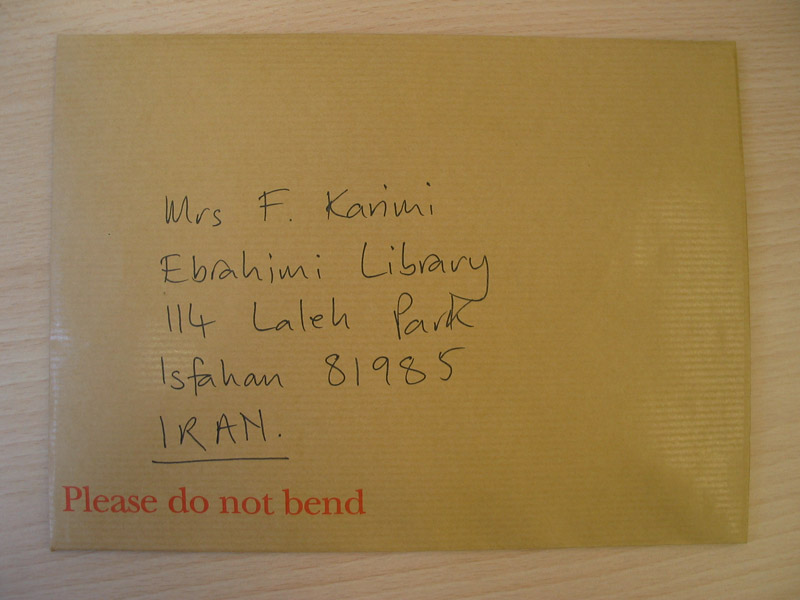 Mrs F. Karimi
Ebrahimi Library
114 Laleh Park
Isfahan 81985
IRAN.
Please do not bend